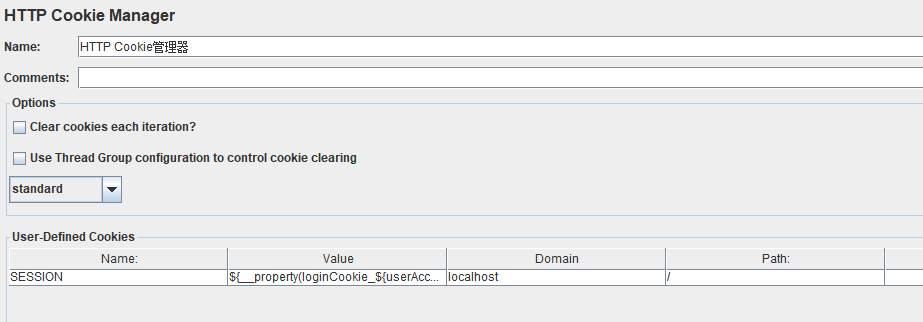 HTTP Cookie Manager
Name: HTTP Cookie管理器
Comments:
Options
Clear cookies each iteration?
Use Thread Group configuration to control cookie clearing
standard
User-Defined Cookies
Name: Value Domain Path:
SESSION ${__property(loginCookie_${userAcc... localhost /